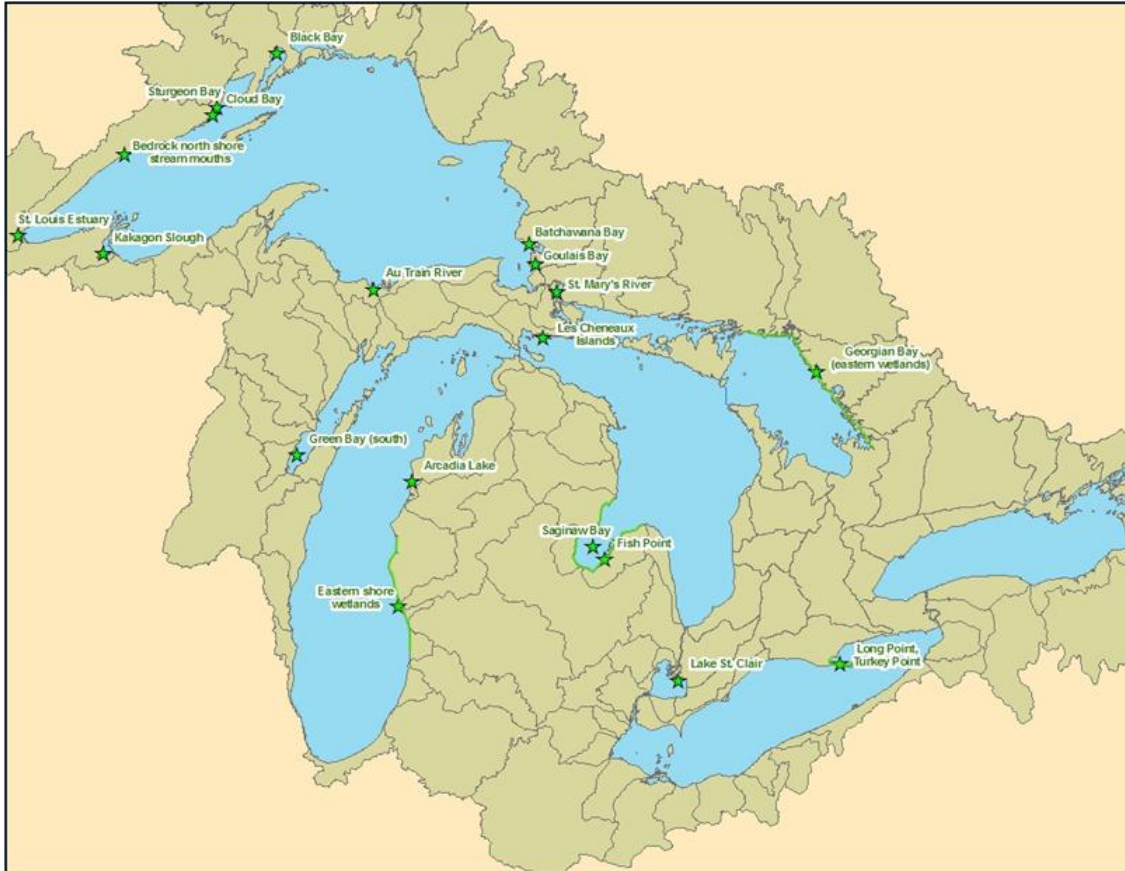 Black Bay
Sturgeon Bay
Cloud Bay
Bedrock north shore
stream mouths
St. Louis Estuary
Kakagon Slough
Batchawana Bay
Goulais Bay
Au Train River
St. Mary's River
Les Cheneaux
Islands
Georgian Bay
(eastern wetlands)
Green Bay (south)
Arcadia Lake
Saginaw Bay
Fish Point
Eastern shore
wetlands
Long Point,
Turkey Point
Lake St. Clair